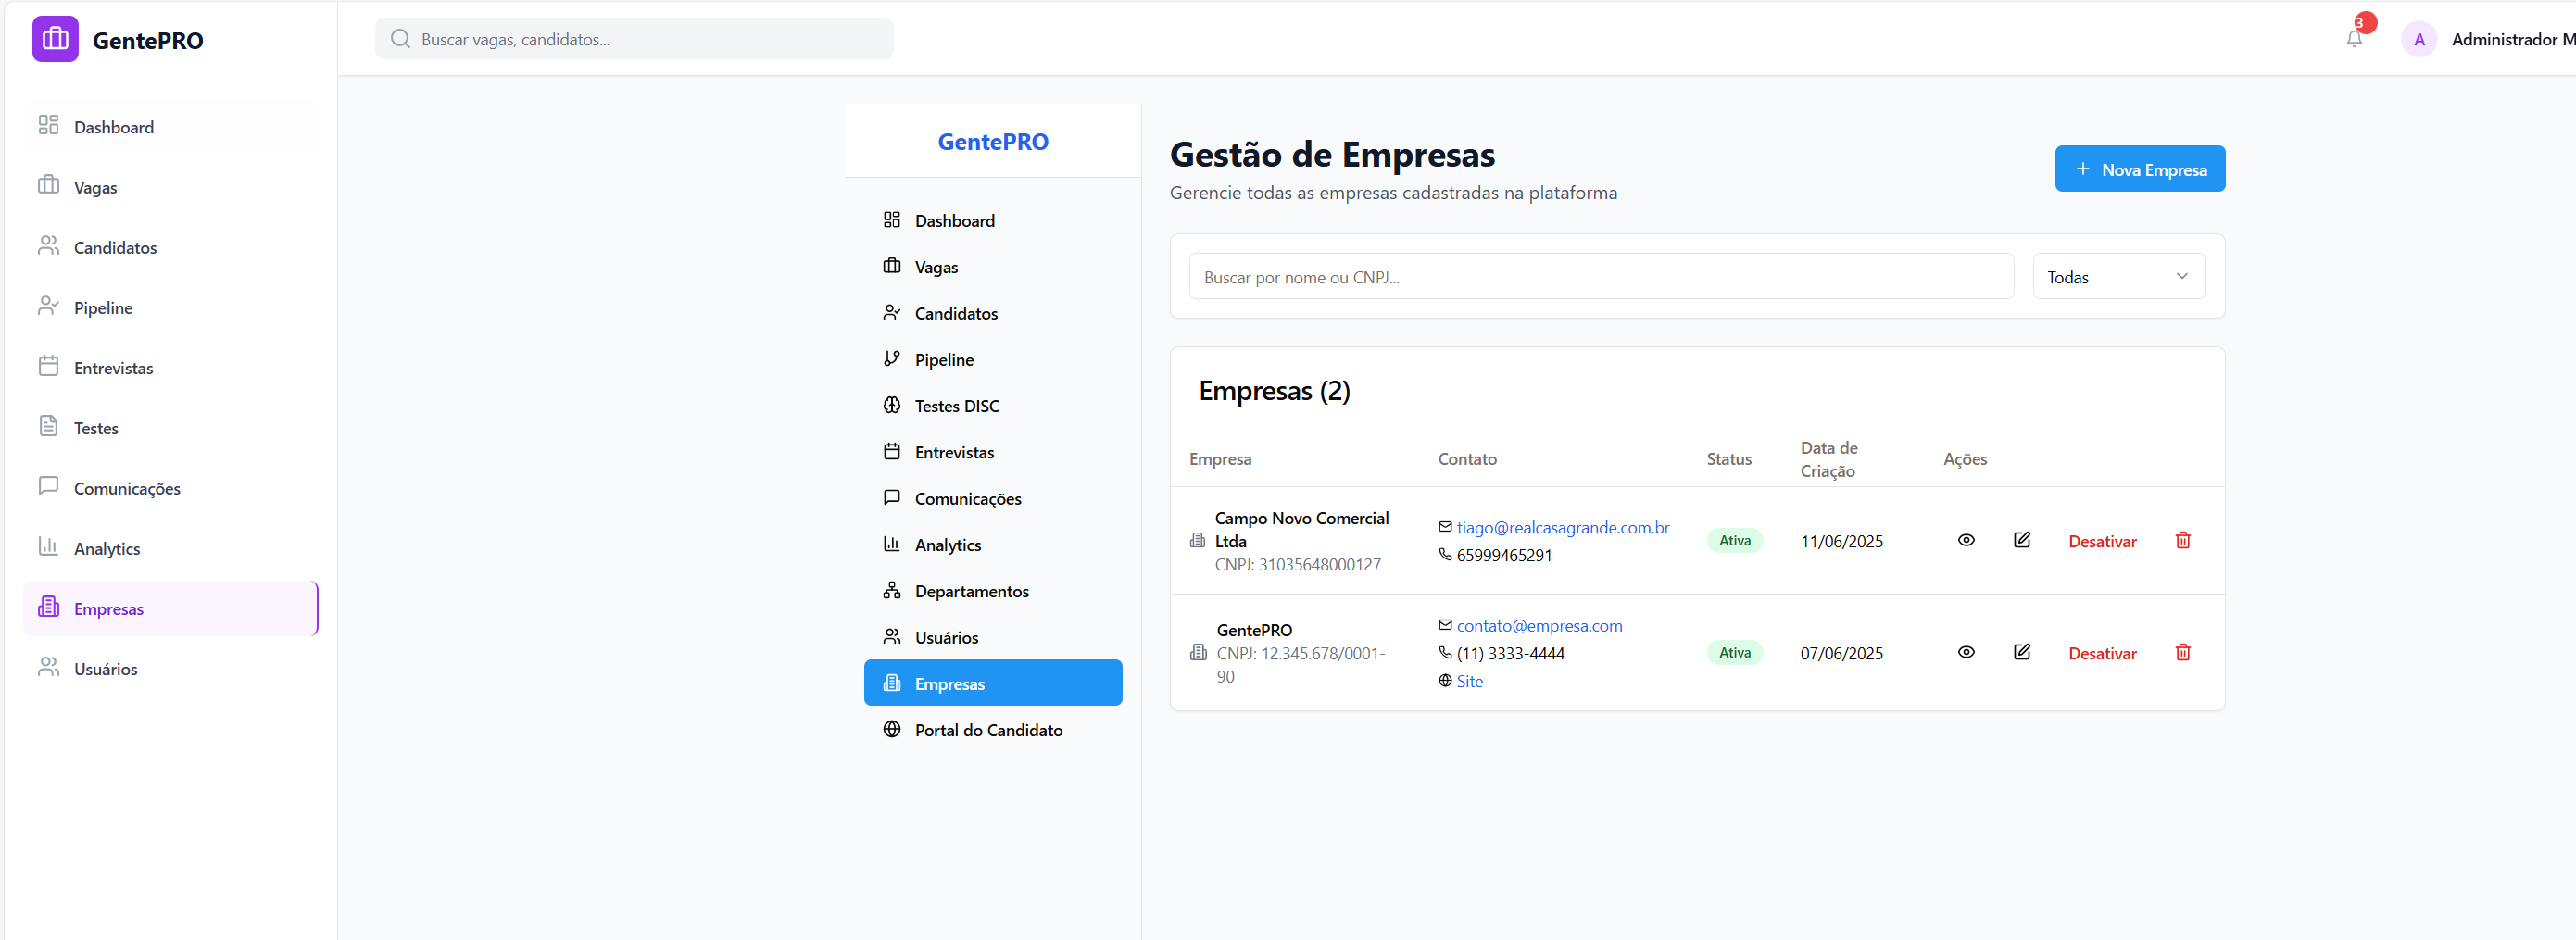 GentePRO
Buscar vagas, candidatos...
3
A
Administrador M
Dashboard
Vagas
Candidatos
Pipeline
Entrevistas
Testes
Comunicações
Analytics
Empresas
Usuários
GentePRO
Dashboard
Vagas
Candidatos
Pipeline
Testes DISC
Entrevistas
Comunicações
Analytics
Departamentos
Usuários
Empresas
Portal do Candidato
Gestão de Empresas
Gerencie todas as empresas cadastradas na plataforma
Nova Empresa
Buscar por nome ou CNPJ...
Todas
Empresas (2)
Empresa
Contato
Status
Data de
Criação
Ações
Campo Novo Comercial
Ltda
CNPJ: 31035648000127
tiago@realcasagrande.com.br
65999465291
Ativa
11/06/2025
Desativar
GentePRO
CNPJ: 12.345.678/0001-
90
contato@empresa.com
(11) 3333-4444
Site
Ativa
07/06/2025
Desativar